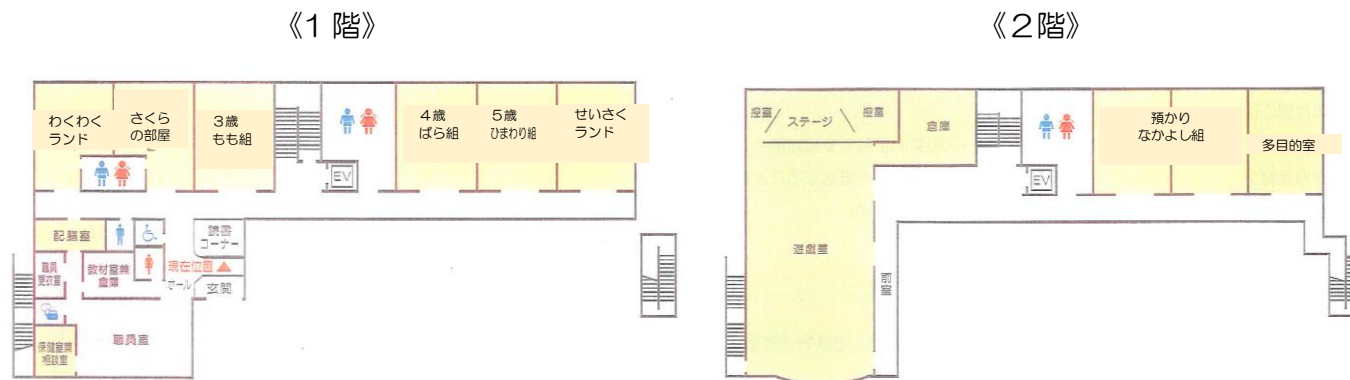 《1階》
《2階》
わくわく
ランド
さくら
の部屋
3歳
もも組
4歳
ばら組
5歳
ひまわり組
せいさく
ランド
EV
配膳室
読書
コーナー
職員
更衣室
教材室兼
倉庫
現在位置
ホール
玄関
保健室兼
相談室
職員室
控室
ステージ
控室
倉庫
預かり
なかよし組
多目的室
EV
遊戯室
前室